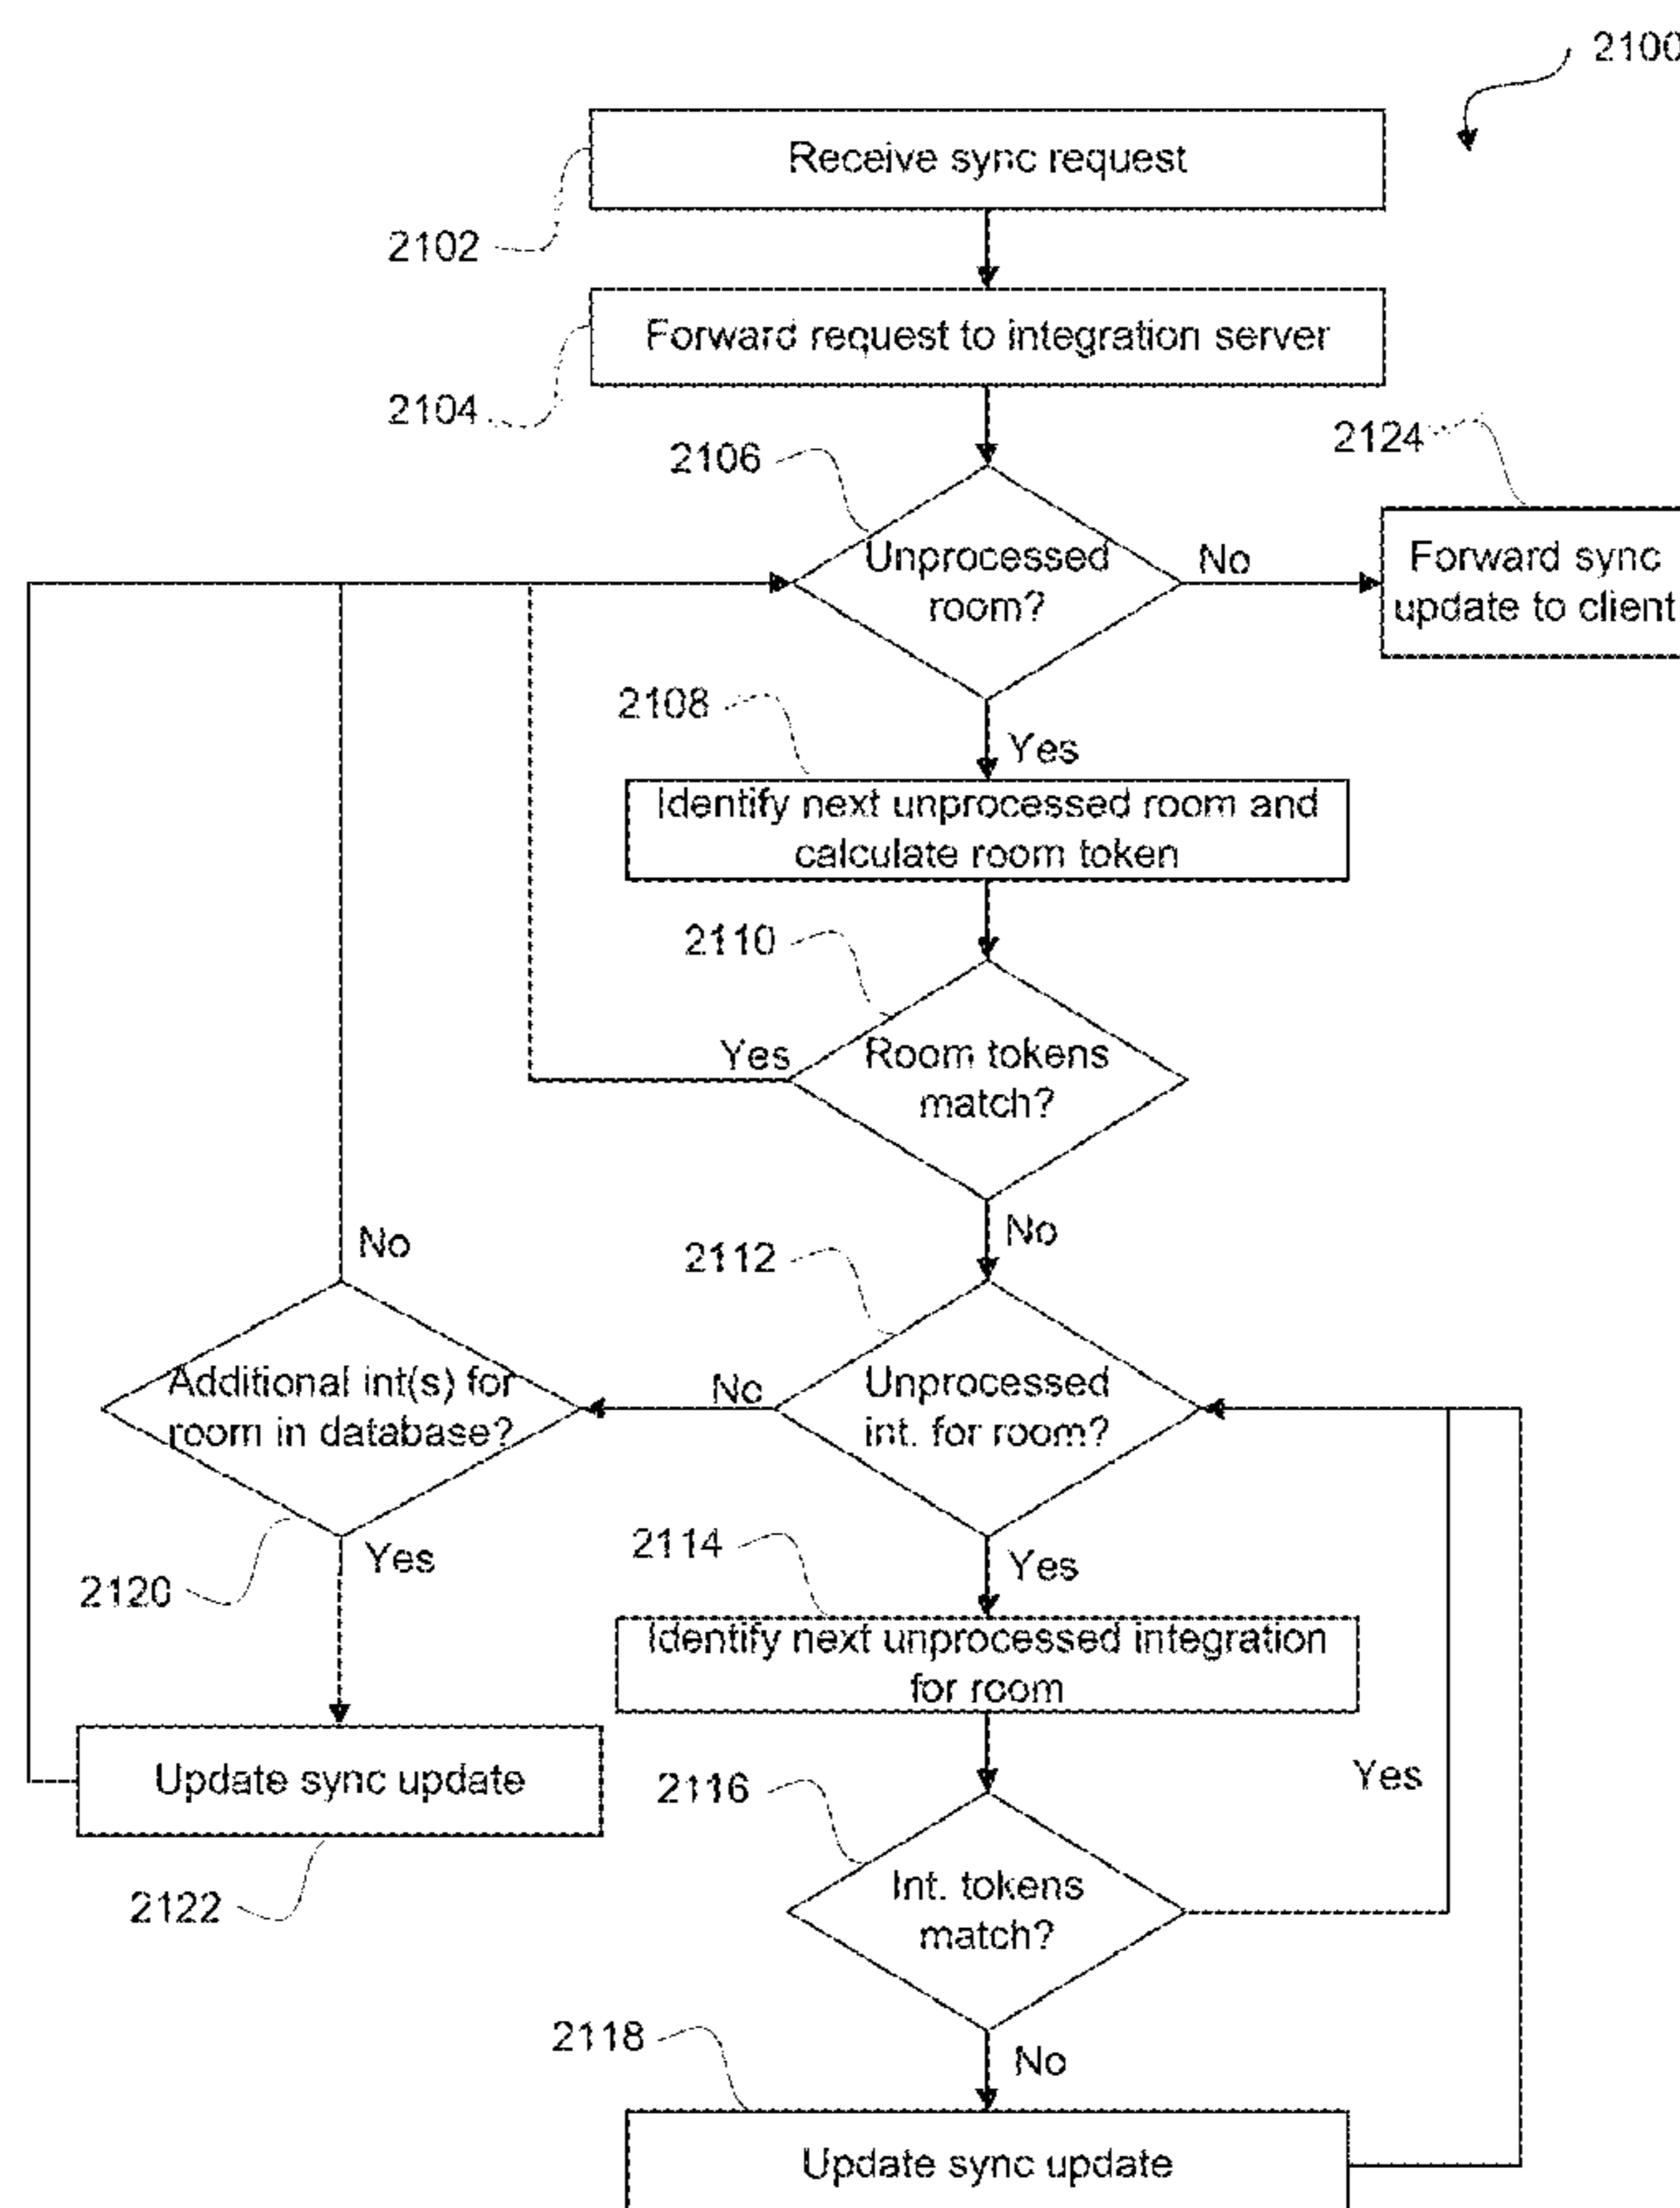 2100
Receive sync request
2102
Forward request to integration server
2104
2124
2106
Unprocessed
room?
No
Forward sync
update to client
2108
Yes
Identify next unprocessed room and
calculate room token
2110
Yes
Room tokens
match?
No
No
2112
Additional int(s) for
room in database?
No
Unprocessed
int. for room?
2114
Yes
Yes
2120
Identify next unprocessed integration
for room
Update sync update
2116
Yes
Int. tokens
match?
2122
2118
No
Update sync update